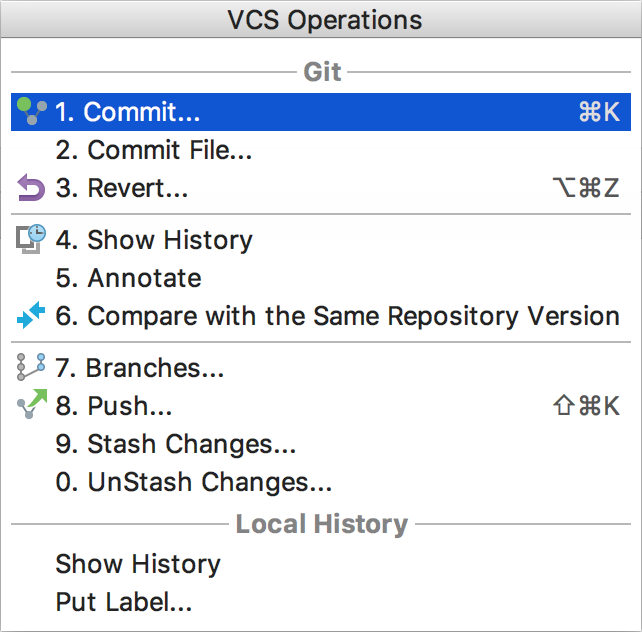 VCS Operations
Git
1. Commit... ⌘K
2. Commit File...
3. Revert... ⌥⌘Z
4. Show History
5. Annotate
6. Compare with the Same Repository Version
7. Branches...
8. Push... ⇧⌘K
9. Stash Changes...
0. UnStash Changes...
Local History
Show History
Put Label...